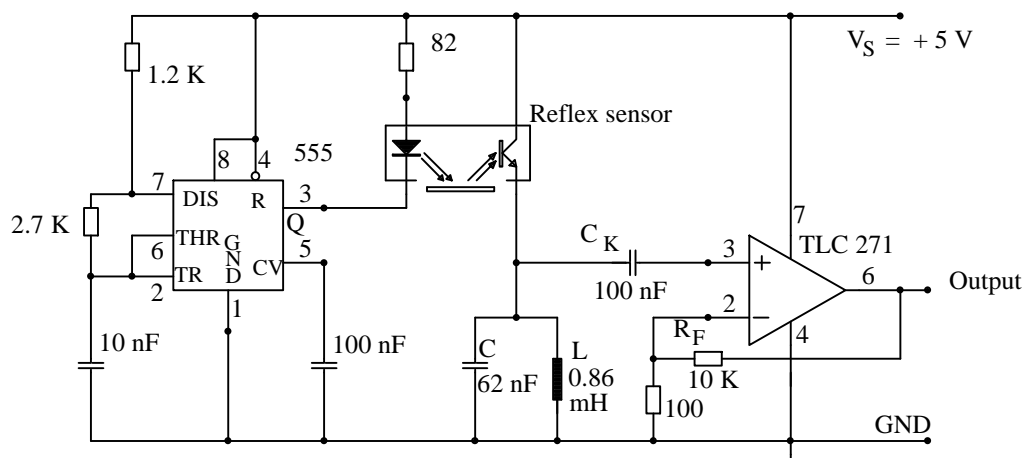 82
V_S = + 5 V
1.2 K
Reflex sensor
8
4
555
7
DIS
R
3
2.7 K
Q
THR
G
6
N
5
TR
D
CV
2
1
C_K
3
7
TLC 271
+
6
Output
100 nF
2
−
R_F
4
10 nF
100 nF
C
L
62 nF
0.86
mH
10 K
100
GND